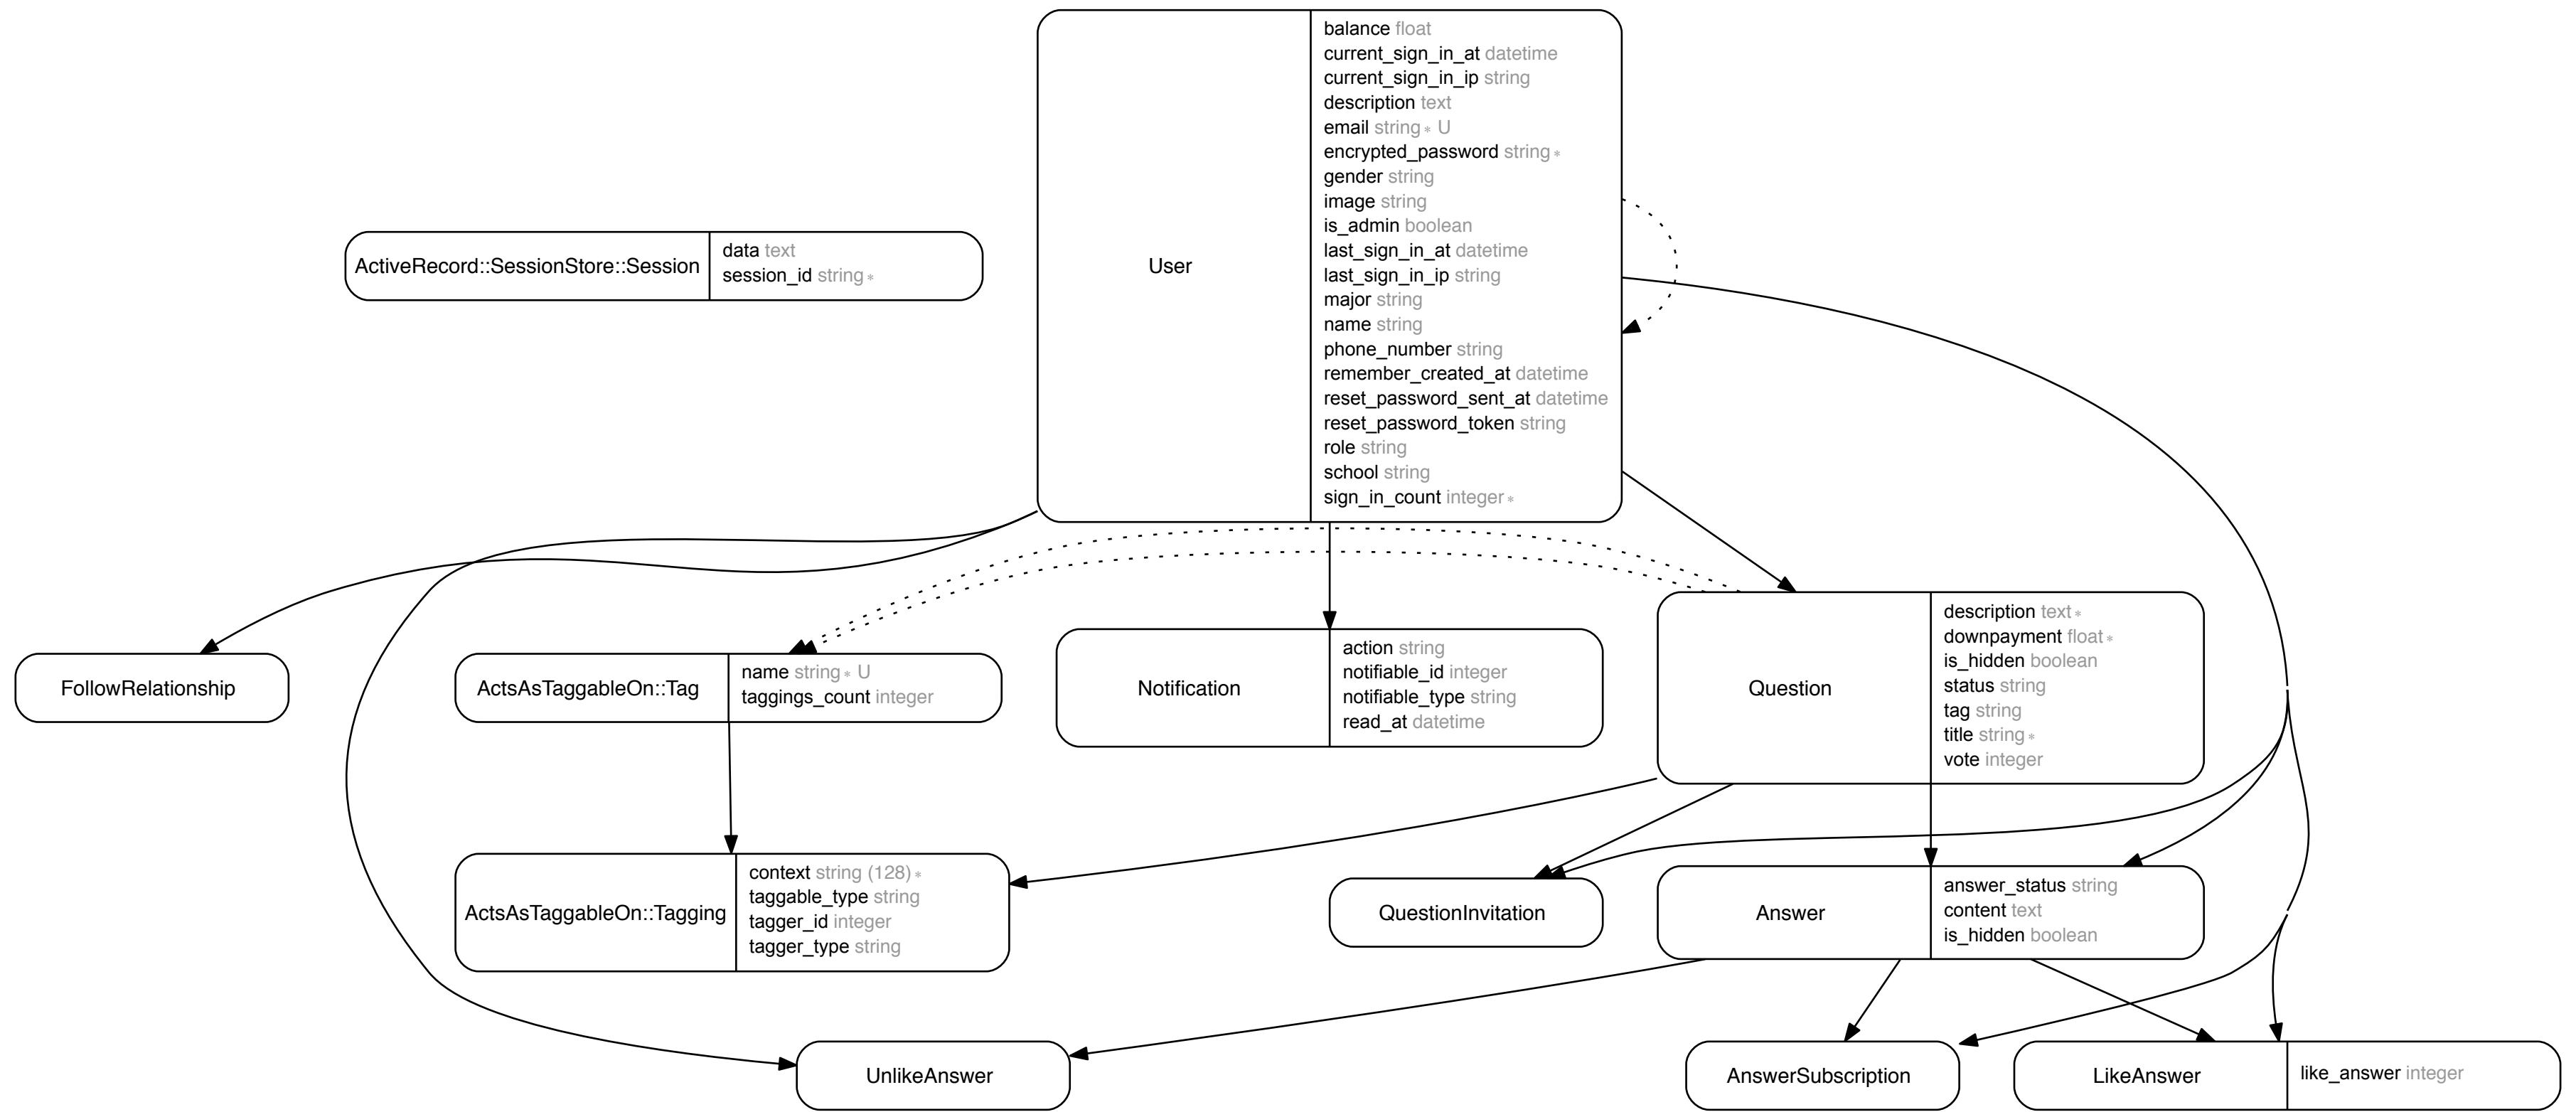 User
balance float
current_sign_in_at datetime
current_sign_in_ip string
description text
email string∗ U
encrypted_password string∗
gender string
image string
is_admin boolean
last_sign_in_at datetime
last_sign_in_ip string
major string
name string
phone_number string
remember_created_at datetime
reset_password_sent_at datetime
reset_password_token string
role string
school string
sign_in_count integer∗
ActiveRecord::SessionStore::Session
data text
session_id string∗
FollowRelationship
ActsAsTaggableOn::Tag
name string∗ U
taggings_count integer
Notification
action string
notifiable_id integer
notifiable_type string
read_at datetime
Question
description text∗
downpayment float∗
is_hidden boolean
status string
tag string
title string∗
vote integer
ActsAsTaggableOn::Tagging
context string (128)∗
taggable_type string
tagger_id integer
tagger_type string
QuestionInvitation
Answer
answer_status string
content text
is_hidden boolean
UnlikeAnswer
AnswerSubscription
LikeAnswer
like_answer integer